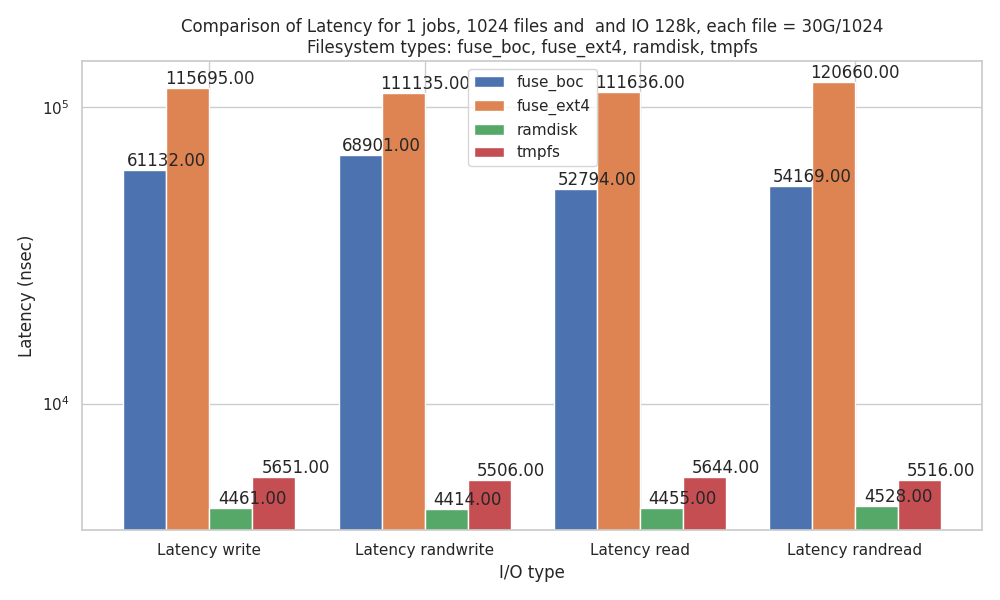 Comparison of Latency for 1 jobs, 1024 files and  and IO 128k, each file = 30G/1024
Filesystem types: fuse_boc, fuse_ext4, ramdisk, tmpfs
Latency (nsec)
10^5
10^4
fuse_boc
fuse_ext4
ramdisk
tmpfs
61132.00
115695.00
4461.00
5651.00
68901.00
111135.00
4414.00
5506.00
52794.00
111636.00
4455.00
5644.00
54169.00
120660.00
4528.00
5516.00
Latency write
Latency randwrite
Latency read
Latency randread
I/O type